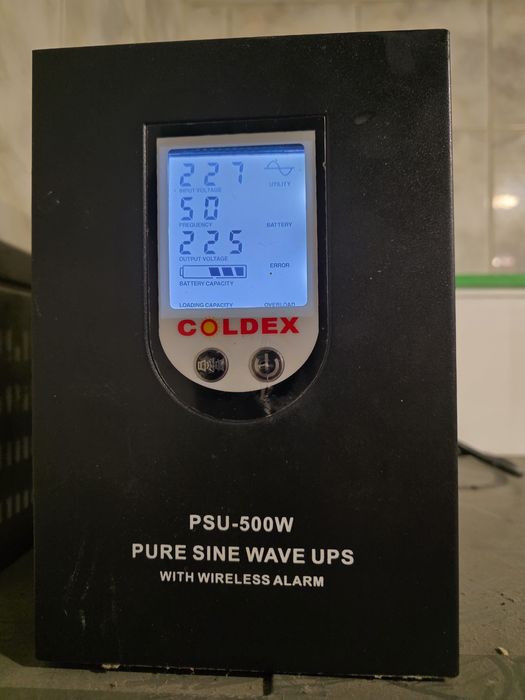 227
INPUT VOLTAGE
UTILITY
50
FREQUENCY
BATTERY
225
OUTPUT VOLTAGE
ERROR
BATTERY CAPACITY
LOADING CAPACITY
OVERLOAD
COLDEX
PSU-500W
PURE SINE WAVE UPS
WITH WIRELESS ALARM